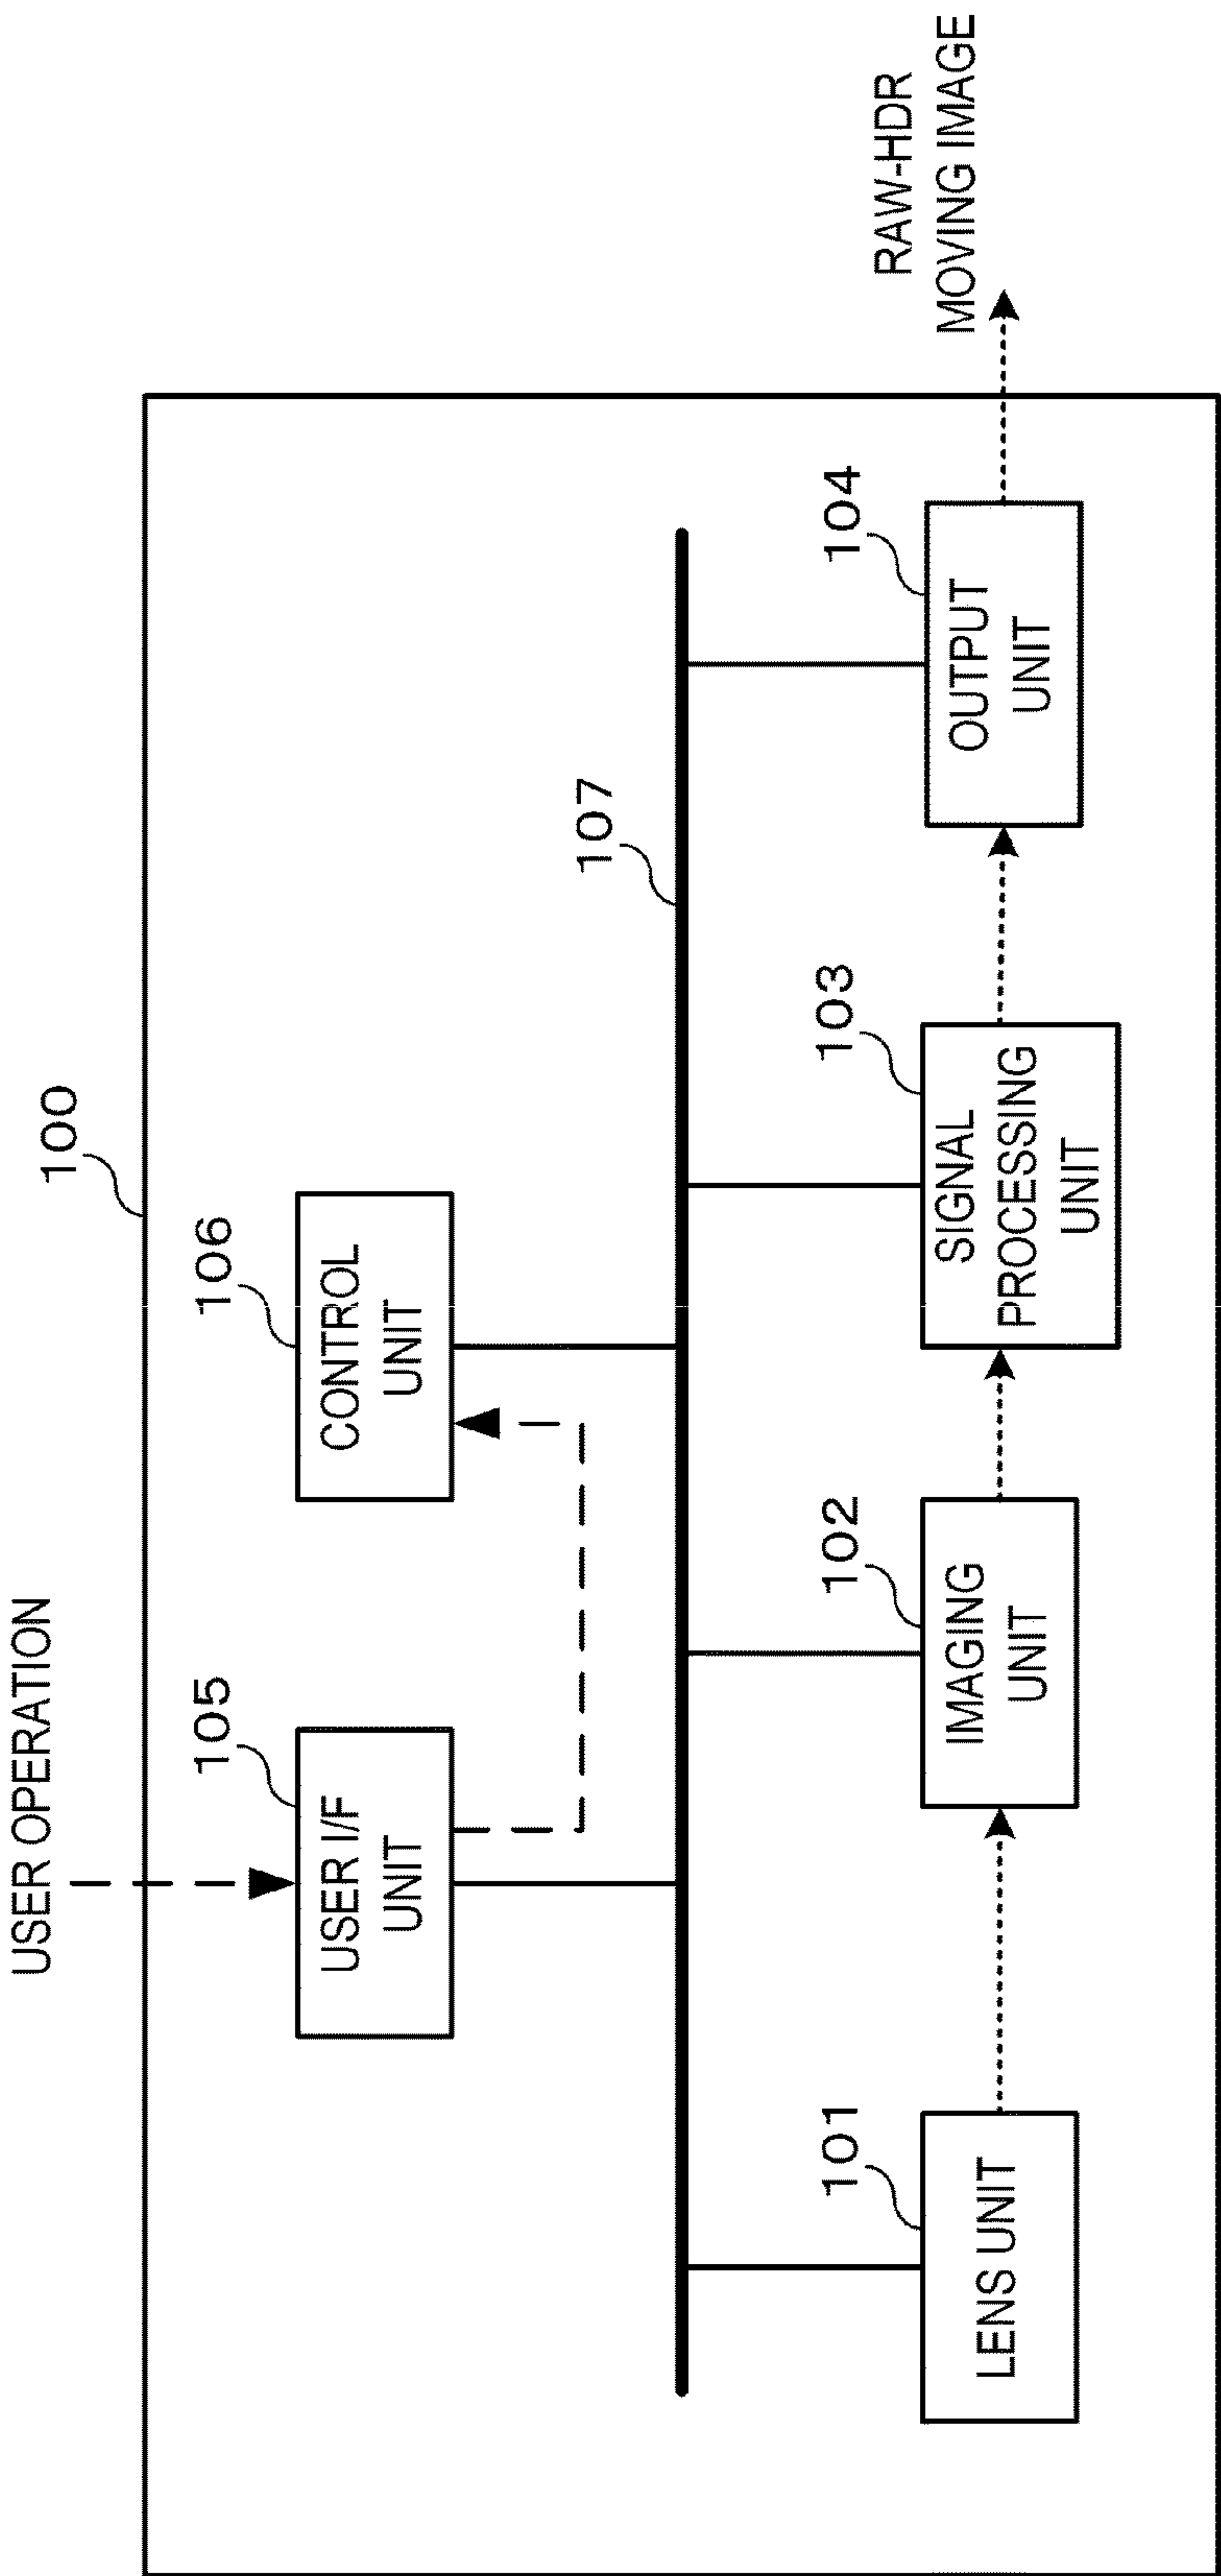 USER OPERATION
100
105
USER I/F
UNIT
106
CONTROL
UNIT
107
101
LENS UNIT
102
IMAGING
UNIT
103
SIGNAL
PROCESSING
UNIT
104
OUTPUT
UNIT
RAW-HDR
MOVING IMAGE